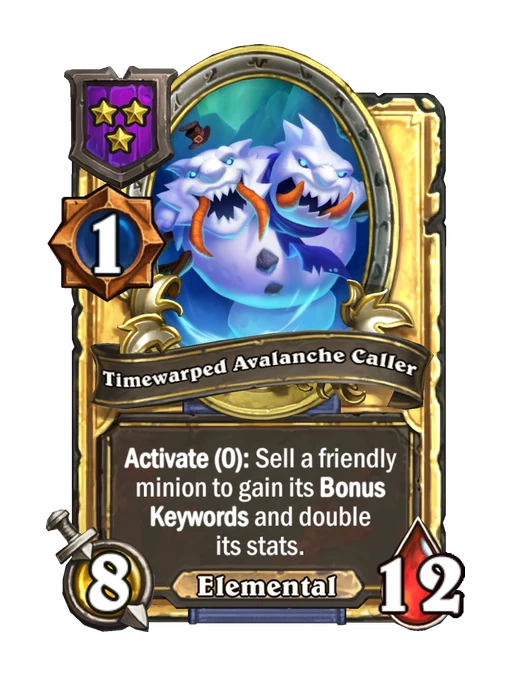 1
Timewarped Avalanche Caller
Activate (0): Sell a friendly
minion to gain its Bonus
Keywords and double
its stats.
8
Elemental
12